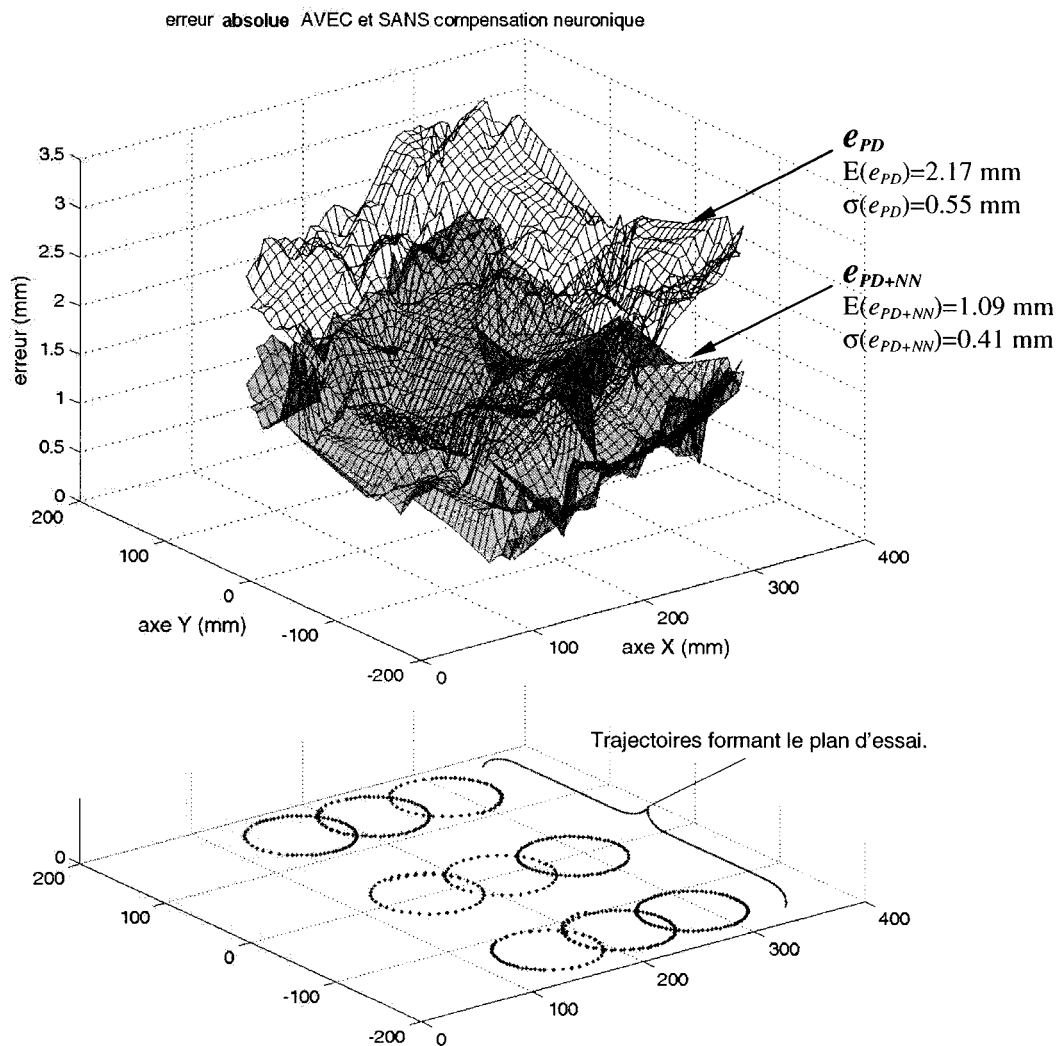 erreur absolue AVEC et SANS compensation neuronique
e_PD
E(e_PD)=2.17 mm
σ(e_PD)=0.55 mm
e_PD+NN
E(e_PD+NN)=1.09 mm
σ(e_PD+NN)=0.41 mm
3.5
3
2.5
2
1.5
1
0.5
0
erreur (mm)
200
100
0
-100
-200
axe Y (mm)
0
100
200
300
400
axe X (mm)
Trajectoires formant le plan d'essai.
0
200
100
0
-100
-200
0
100
200
300
400